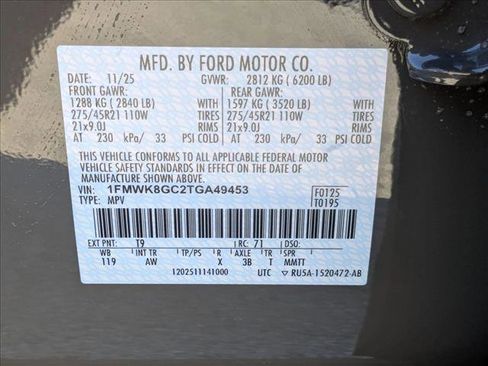 MFD. BY FORD MOTOR CO.
DATE: 11/25 GVWR: 2812 KG ( 6200 LB)
FRONT GAWR: REAR GAWR:
1288 KG ( 2840 LB) 1597 KG ( 3520 LB)
275/45R21 110W TIRES 275/45R21 110W
21x9.0J RIMS 21x9.0J
AT 230 kPa/ 33 PSI COLD AT 230 kPa/ 33 PSI COLD
THIS VEHICLE CONFORMS TO ALL APPLICABLE FEDERAL MOTOR
VEHICLE SAFETY STANDARDS IN EFFECT ON THE DATE OF
MANUFACTURE SHOWN ABOVE.
VIN: 1FMWK8GC2TGA49453
TYPE: MPV
F0125
T0195
EXT PNT: T9 RC: 71 DSO:
WB INT TR TP/PS R AXLE TR SPR
119 AW X 3B T MMTT
1202511141000 UTC RU5A-1520472-AB